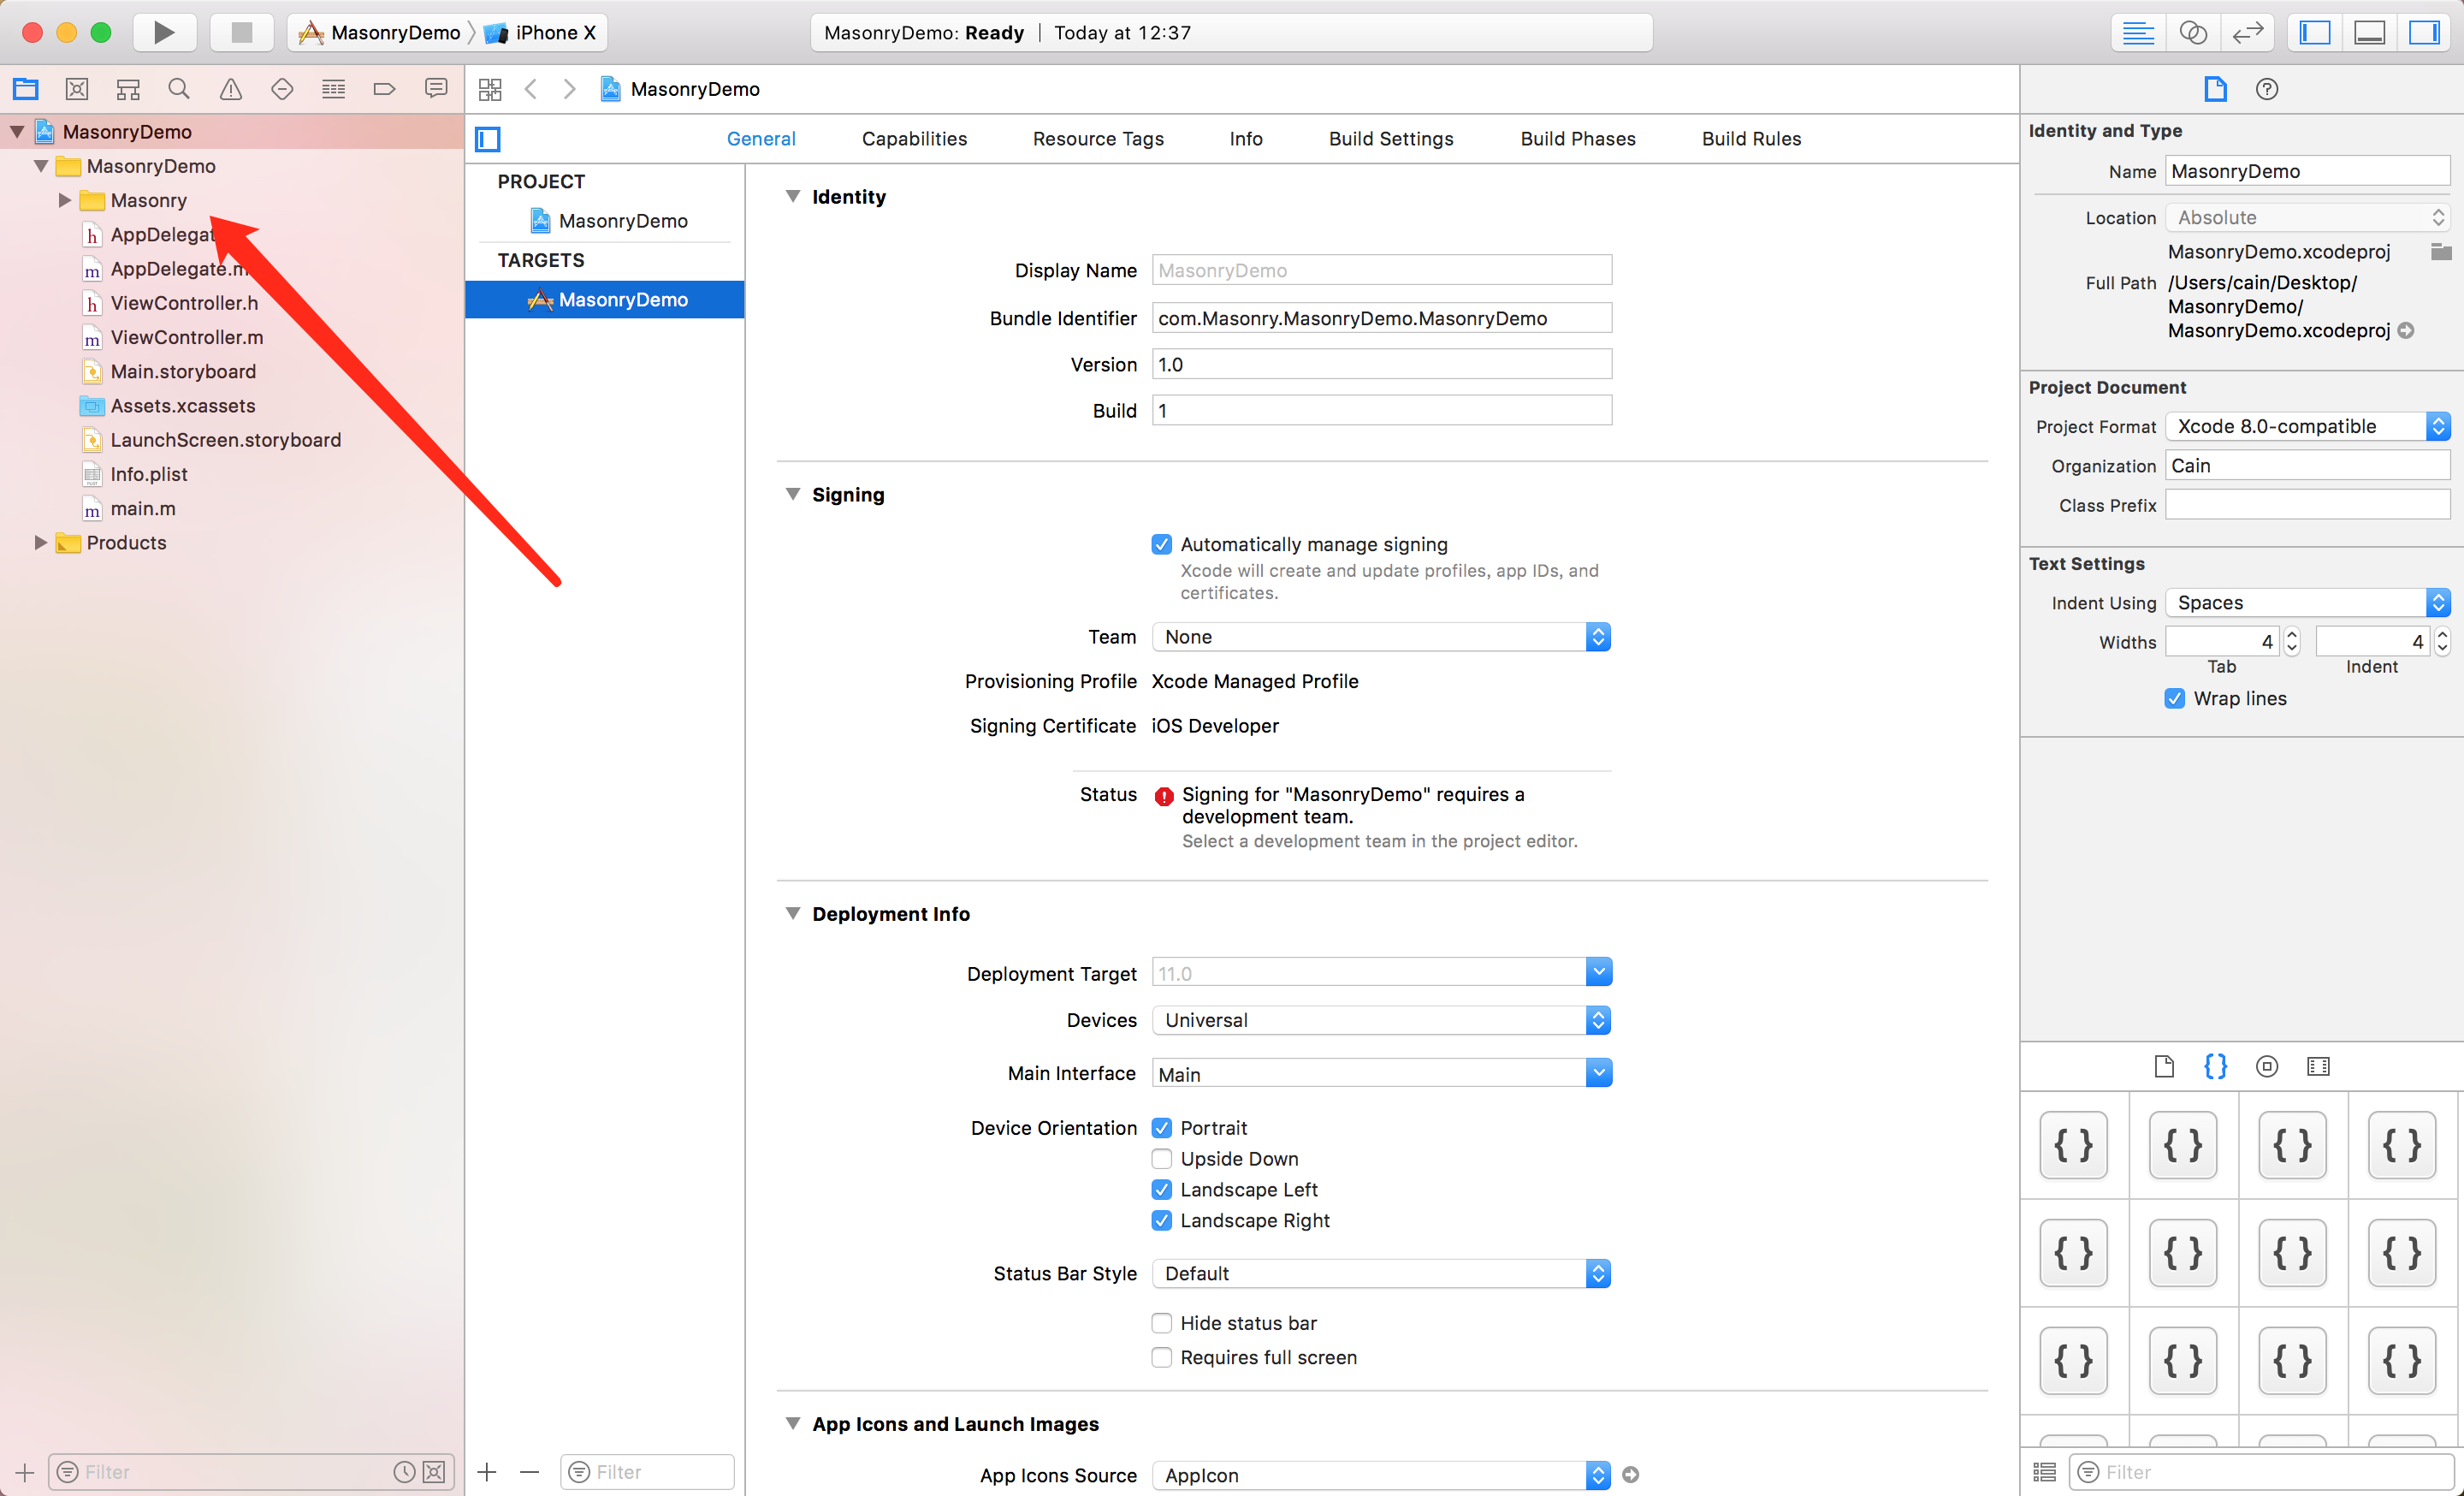 MasonryDemo iPhone X
MasonryDemo: Ready | Today at 12:37
MasonryDemo
MasonryDemo
Masonry
AppDelegat
AppDelegate.m
ViewController.h
ViewController.m
Main.storyboard
Assets.xcassets
LaunchScreen.storyboard
Info.plist
main.m
Products
Filter
MasonryDemo
General Capabilities Resource Tags Info Build Settings Build Phases Build Rules
PROJECT
MasonryDemo
TARGETS
MasonryDemo
Filter
Identity
Display Name MasonryDemo
Bundle Identifier com.Masonry.MasonryDemo.MasonryDemo
Version 1.0
Build 1
Signing
Automatically manage signing
Xcode will create and update profiles, app IDs, and
certificates.
Team None
Provisioning Profile Xcode Managed Profile
Signing Certificate iOS Developer
Status Signing for "MasonryDemo" requires a
development team.
Select a development team in the project editor.
Deployment Info
Deployment Target 11.0
Devices Universal
Main Interface Main
Device Orientation Portrait
Upside Down
Landscape Left
Landscape Right
Status Bar Style Default
Hide status bar
Requires full screen
App Icons and Launch Images
App Icons Source AppIcon
Identity and Type
Name MasonryDemo
Location Absolute
MasonryDemo.xcodeproj
Full Path /Users/cain/Desktop/
MasonryDemo/
MasonryDemo.xcodeproj
Project Document
Project Format Xcode 8.0-compatible
Organization Cain
Class Prefix
Text Settings
Indent Using Spaces
Widths 4 4
Tab Indent
Wrap lines
{ } { } { } { }
{ } { } { } { }
{ } { } { } { }
Filter